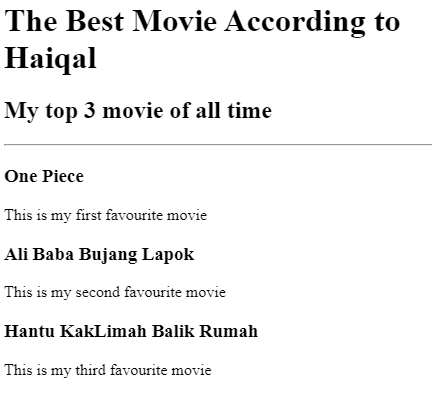 The Best Movie According to
Haiqal
My top 3 movie of all time
One Piece
This is my first favourite movie
Ali Baba Bujang Lapok
This is my second favourite movie
Hantu KakLimah Balik Rumah
This is my third favourite movie